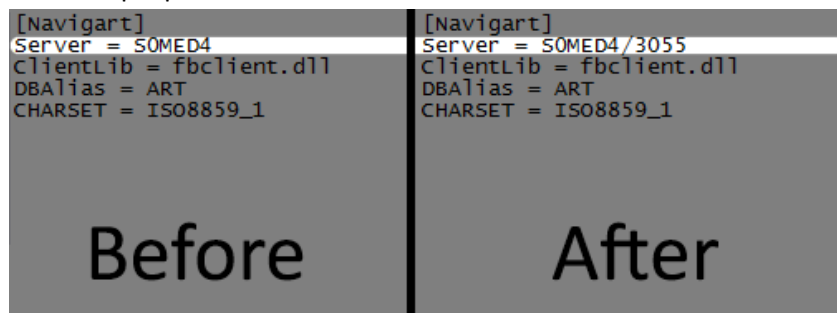 [Navigart]
Server = SOMED4
ClientLib = fbclient.dll
DBAlias = ART
CHARSET = ISO8859_1
Before
[Navigart]
Server = SOMED4/3055
ClientLib = fbclient.dll
DBAlias = ART
CHARSET = ISO8859_1
After